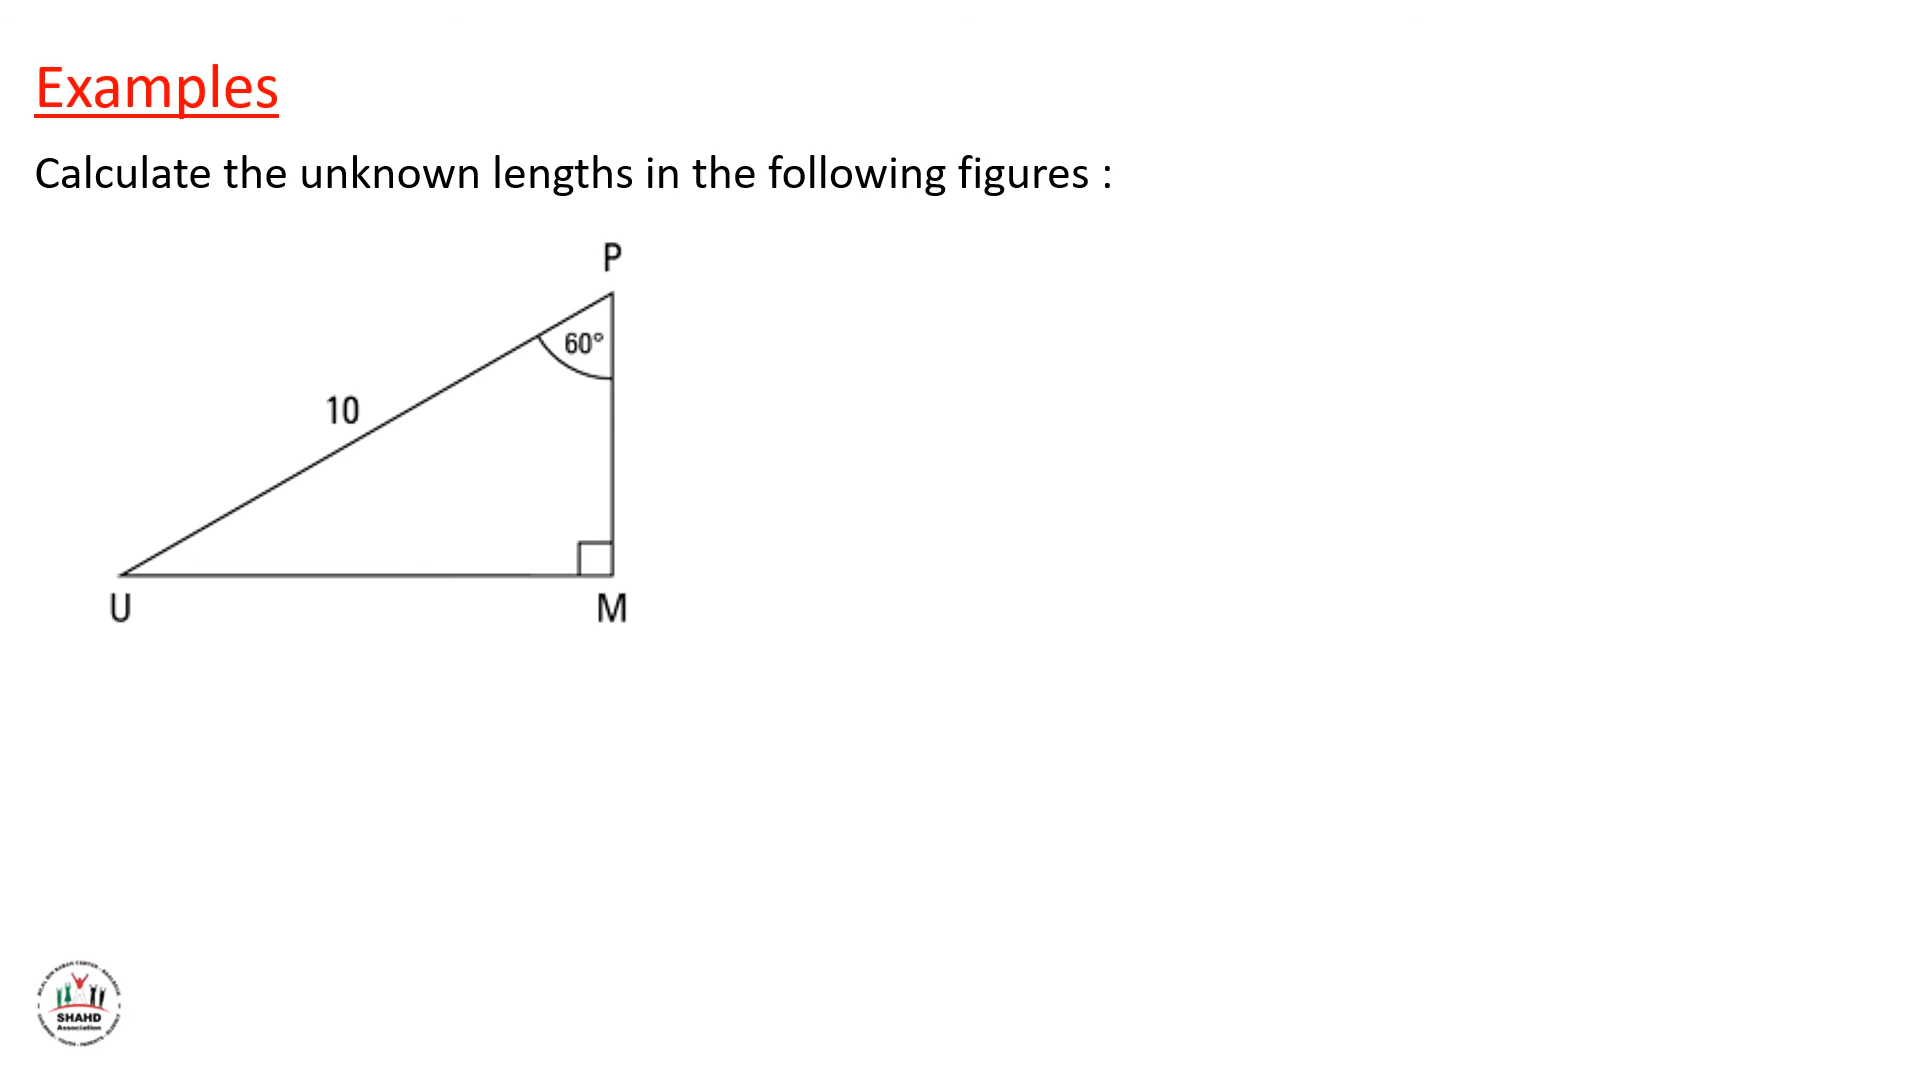 Examples
Calculate the unknown lengths in the following figures :
P
60°
10
U
M
SHAHD
Association